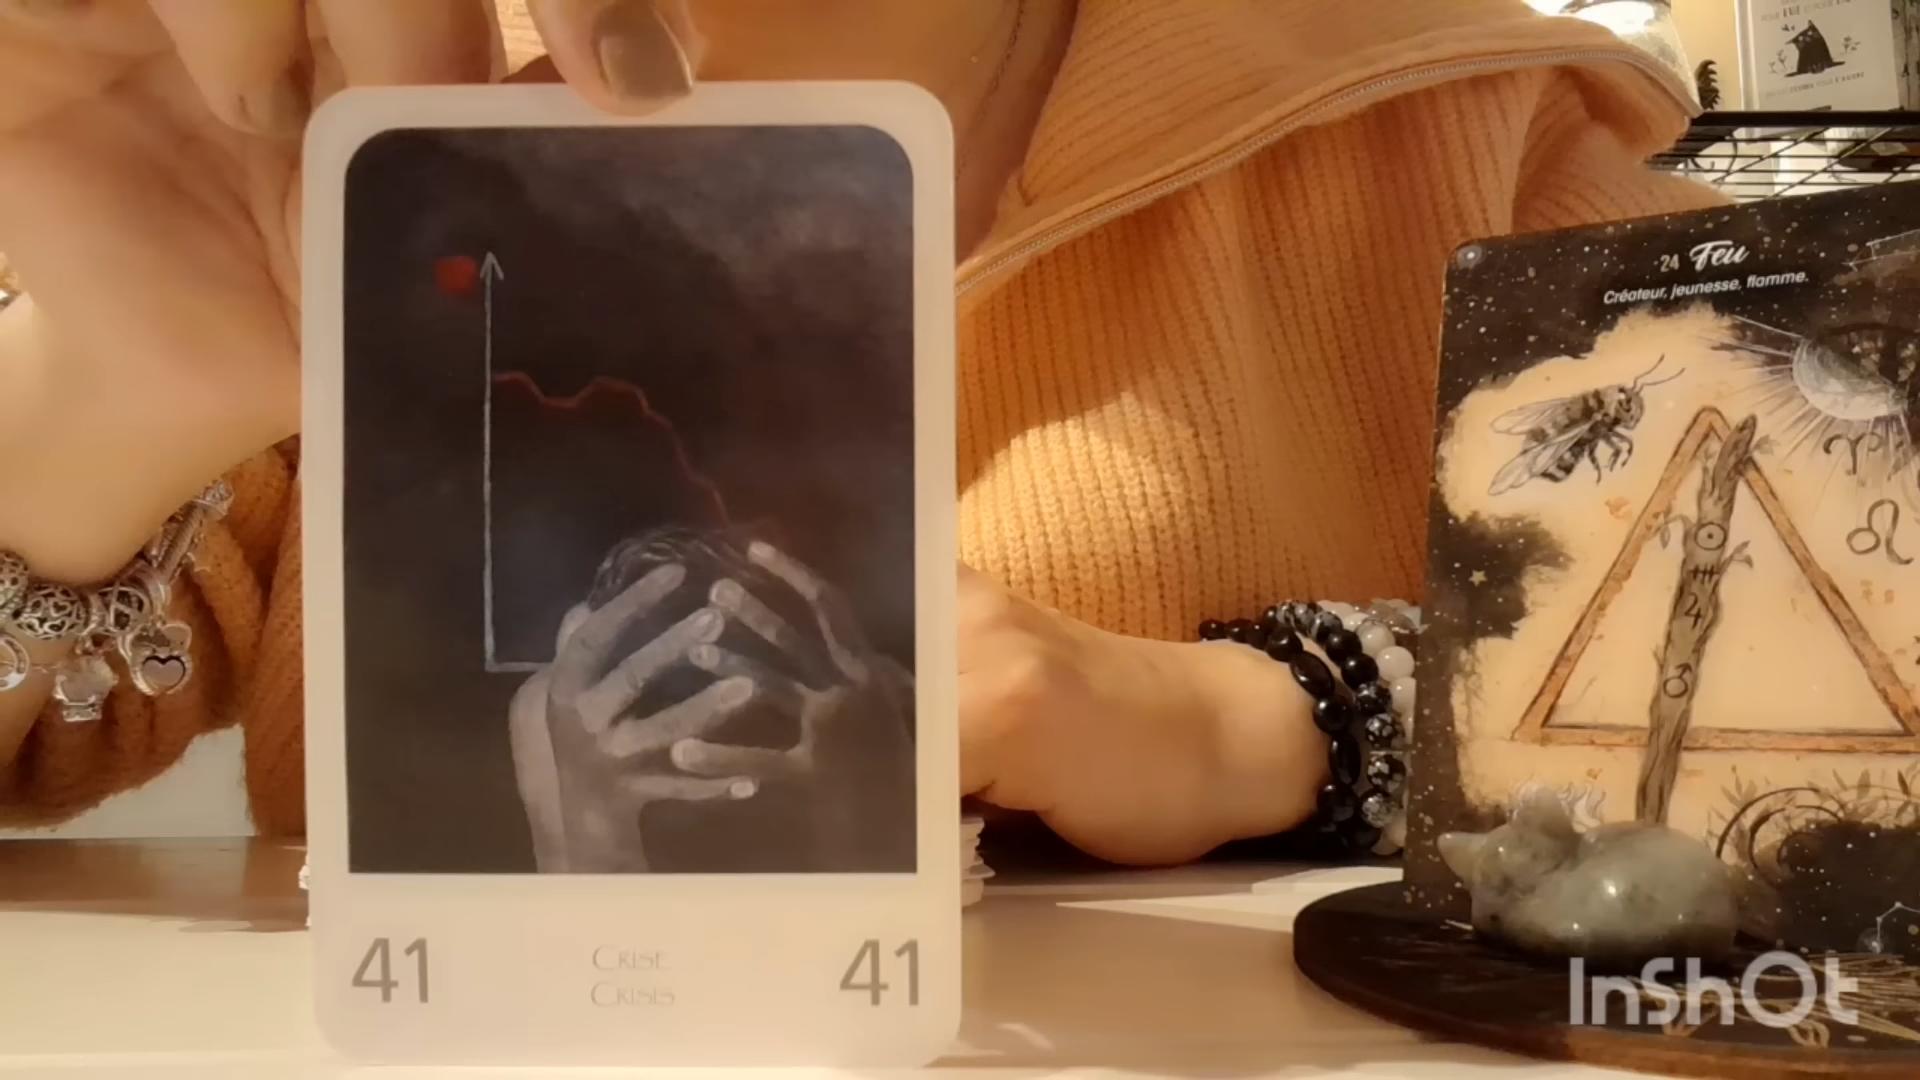 24 Feu
Créateur, jeunesse, flamme.
41 CRISE 41
CRISIS
InShOt